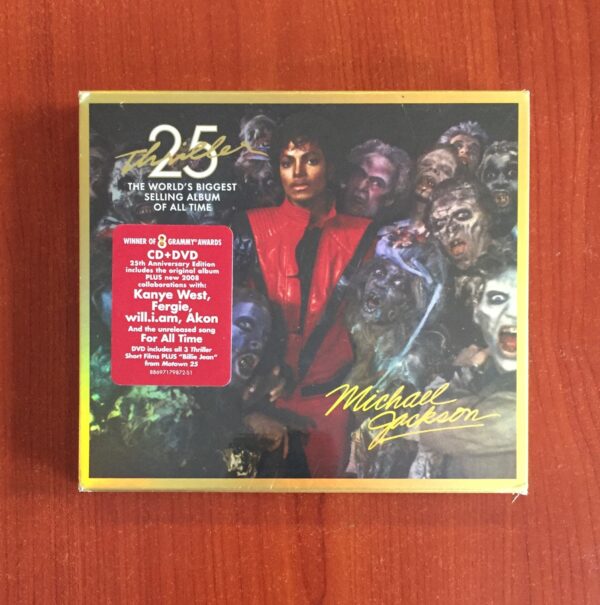 25
Thriller
THE WORLD'S BIGGEST
SELLING ALBUM
OF ALL TIME
WINNER OF 8 GRAMMY® AWARDS
CD+DVD
25th Anniversary Edition
includes the original album
PLUS new 2008
collaborations with:
Kanye West,
Fergie,
will.i.am, Akon
And the unreleased song
For All Time
DVD includes all 3 Thriller
Short Films PLUS "Billie Jean"
from Motown 25
88697179872-S1
Michael
Jackson